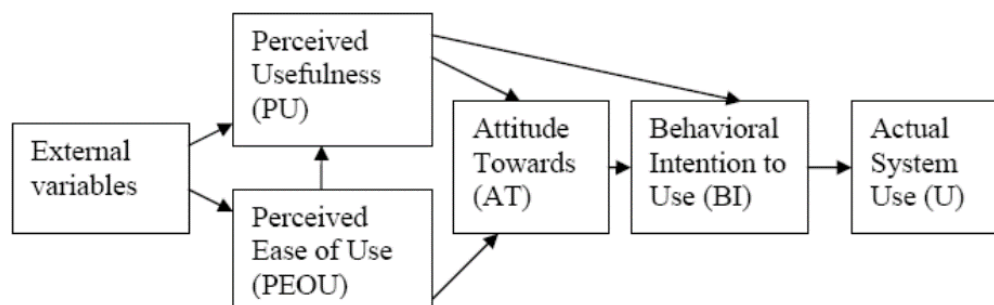 External
variables
Perceived
Usefulness
(PU)
Perceived
Ease of Use
(PEOU)
Attitude
Towards
(AT)
Behavioral
Intention to
Use (BI)
Actual
System
Use (U)